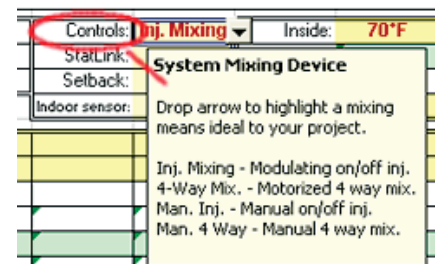 Controls: Inj. Mixing Inside: 70°F
StatLink:
Setback:
Indoor sensor:
System Mixing Device
Drop arrow to highlight a mixing
means ideal to your project.
Inj. Mixing - Modulating on/off inj.
4-Way Mix. - Motorized 4 way mix.
Man. Inj. - Manual on/off inj.
Man. 4 Way - Manual 4 way mix.